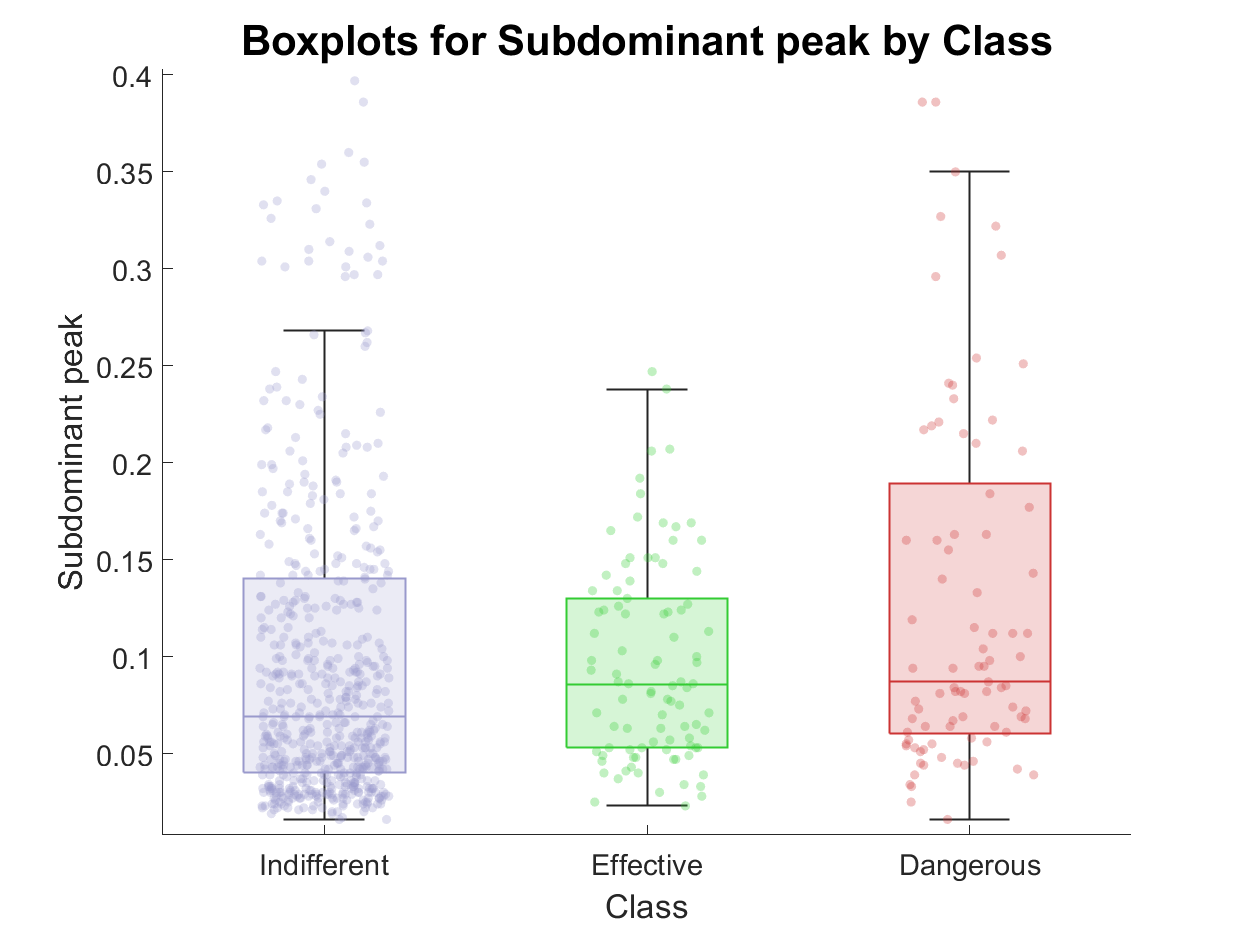 Boxplots for Subdominant peak by Class
0.4
0.35
0.3
0.25
0.2
0.15
0.1
0.05
Subdominant peak
Indifferent
Effective
Dangerous
Class